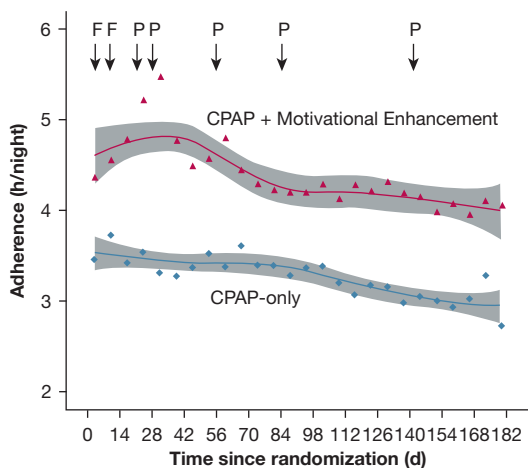 6
F F P P P P P
CPAP + Motivational Enhancement
5
4
Adherence (h/night)
3
CPAP-only
2
0 14 28 42 56 70 84 98 112 126 140 154 168 182
Time since randomization (d)